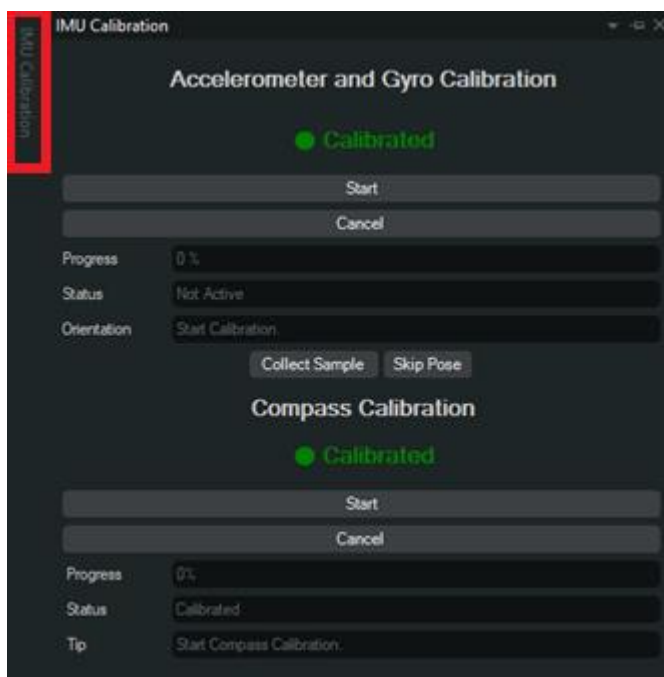 IMU Calibration
IMU Calibration
Accelerometer and Gyro Calibration
Calibrated
Start
Cancel
Progress 0 %
Status Not Active
Orientation Start Calibration.
Collect Sample Skip Pose
Compass Calibration
Calibrated
Start
Cancel
Progress 0%
Status Calibrated
Tip Start Compass Calibration.